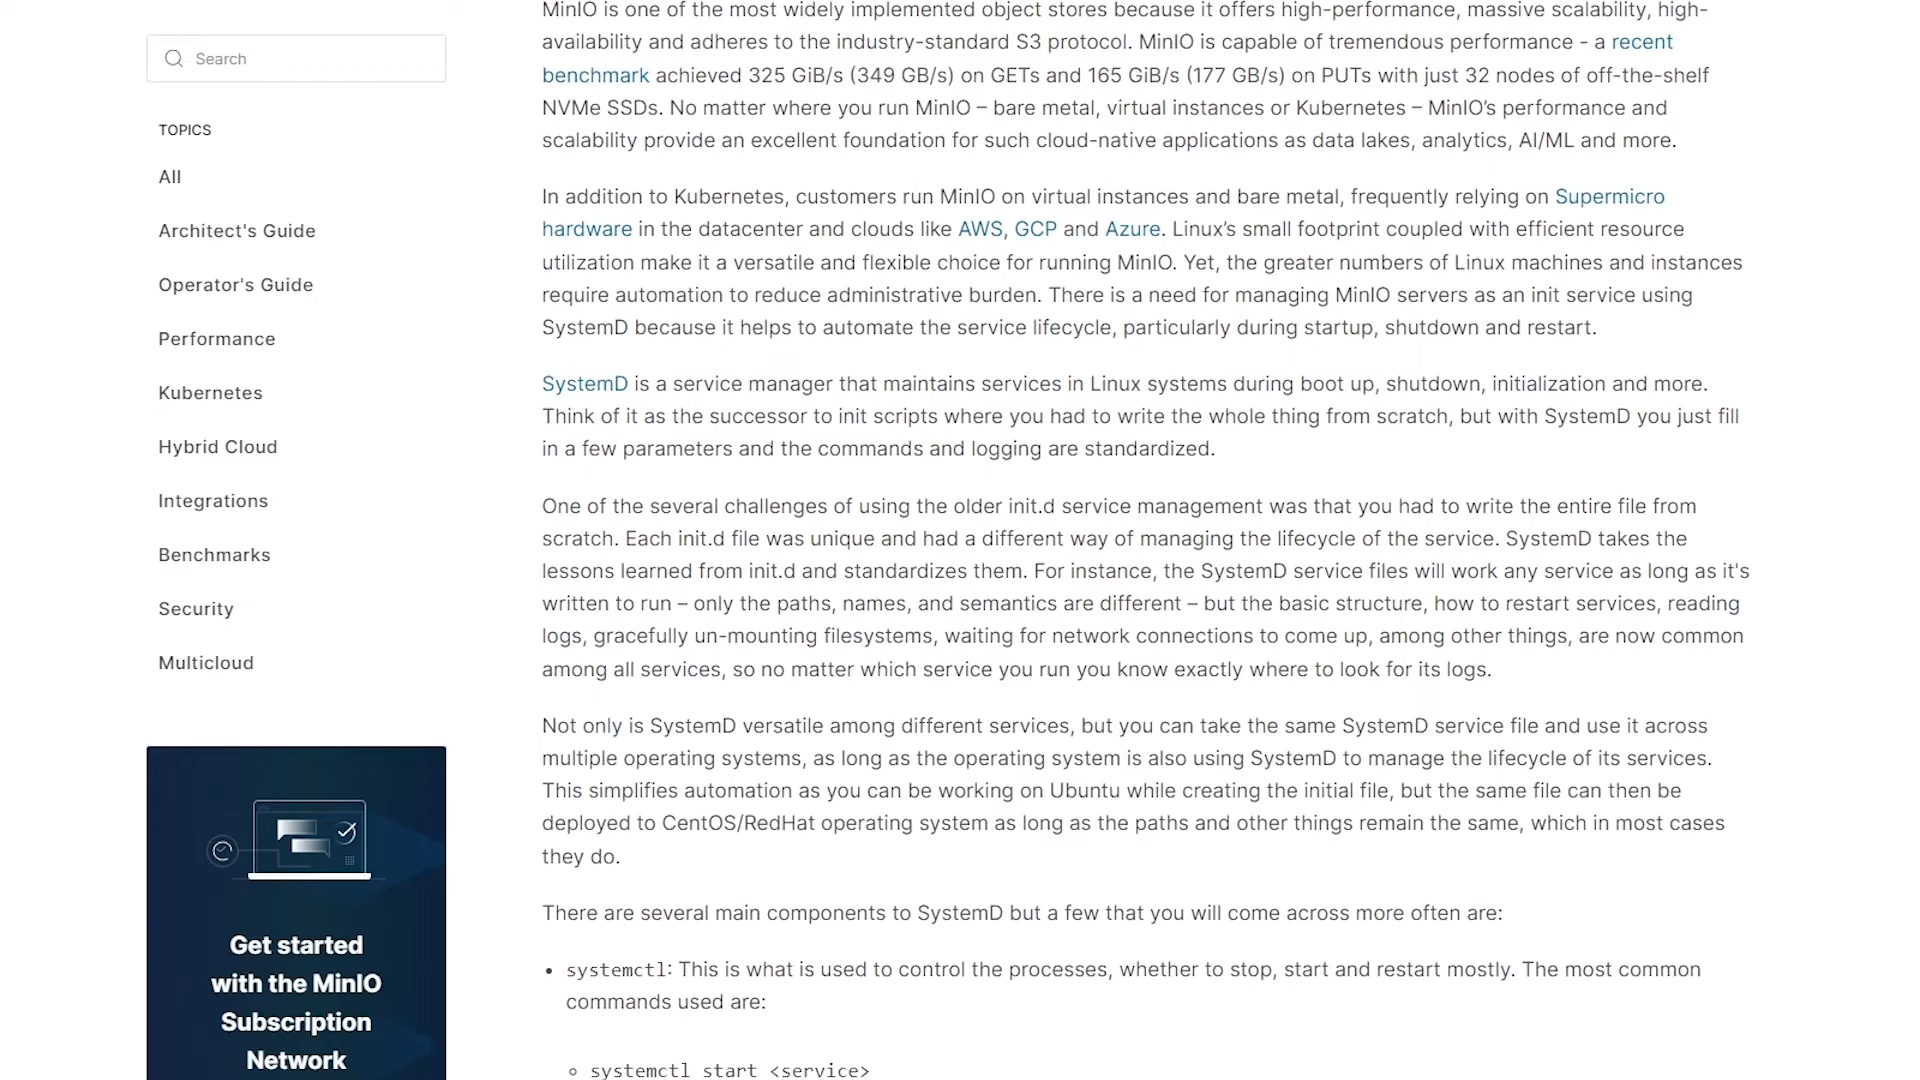 Search
TOPICS
All
Architect's Guide
Operator's Guide
Performance
Kubernetes
Hybrid Cloud
Integrations
Benchmarks
Security
Multicloud
Get started
with the MinIO
Subscription
Network
MinIO is one of the most widely implemented object stores because it offers high-performance, massive scalability, high-
availability and adheres to the industry-standard S3 protocol. MinIO is capable of tremendous performance - a recent
benchmark achieved 325 GiB/s (349 GB/s) on GETs and 165 GiB/s (177 GB/s) on PUTs with just 32 nodes of off-the-shelf
NVMe SSDs. No matter where you run MinIO – bare metal, virtual instances or Kubernetes – MinIO’s performance and
scalability provide an excellent foundation for such cloud-native applications as data lakes, analytics, AI/ML and more.
In addition to Kubernetes, customers run MinIO on virtual instances and bare metal, frequently relying on Supermicro
hardware in the datacenter and clouds like AWS, GCP and Azure. Linux’s small footprint coupled with efficient resource
utilization make it a versatile and flexible choice for running MinIO. Yet, the greater numbers of Linux machines and instances
require automation to reduce administrative burden. There is a need for managing MinIO servers as an init service using
SystemD because it helps to automate the service lifecycle, particularly during startup, shutdown and restart.
SystemD is a service manager that maintains services in Linux systems during boot up, shutdown, initialization and more.
Think of it as the successor to init scripts where you had to write the whole thing from scratch, but with SystemD you just fill
in a few parameters and the commands and logging are standardized.
One of the several challenges of using the older init.d service management was that you had to write the entire file from
scratch. Each init.d file was unique and had a different way of managing the lifecycle of the service. SystemD takes the
lessons learned from init.d and standardizes them. For instance, the SystemD service files will work any service as long as it's
written to run – only the paths, names, and semantics are different – but the basic structure, how to restart services, reading
logs, gracefully un-mounting filesystems, waiting for network connections to come up, among other things, are now common
among all services, so no matter which service you run you know exactly where to look for its logs.
Not only is SystemD versatile among different services, but you can take the same SystemD service file and use it across
multiple operating systems, as long as the operating system is also using SystemD to manage the lifecycle of its services.
This simplifies automation as you can be working on Ubuntu while creating the initial file, but the same file can then be
deployed to CentOS/RedHat operating system as long as the paths and other things remain the same, which in most cases
they do.
There are several main components to SystemD but a few that you will come across more often are:
• systemctl: This is what is used to control the processes, whether to stop, start and restart mostly. The most common
commands used are:
◦ systemctl start <service>